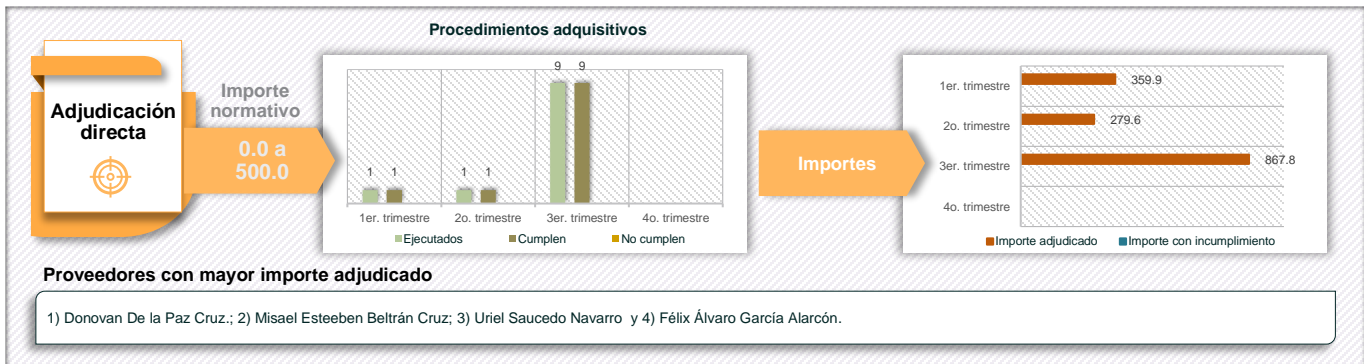 Procedimientos adquisitivos
Adjudicación
directa
Importe
normativo
0.0 a
500.0
1 1
1 1
9 9
1er. trimestre 2o. trimestre 3er. trimestre 4o. trimestre
Ejecutados Cumplen No cumplen
Importes
1er. trimestre 359.9
2o. trimestre 279.6
3er. trimestre 867.8
4o. trimestre
Importe adjudicado Importe con incumplimiento
Proveedores con mayor importe adjudicado
1) Donovan De la Paz Cruz.; 2) Misael Esteeben Beltrán Cruz; 3) Uriel Saucedo Navarro y 4) Félix Álvaro García Alarcón.